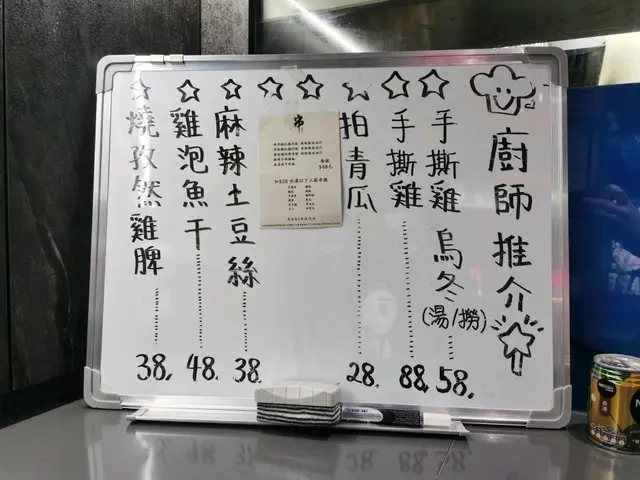 廚師推介
手撕雞烏冬(湯/撈) 58.
手撕雞 88.
拍青瓜 28.
串
麻辣土豆絲 38.
雞泡魚干 48.
燒孜然雞脾 38.